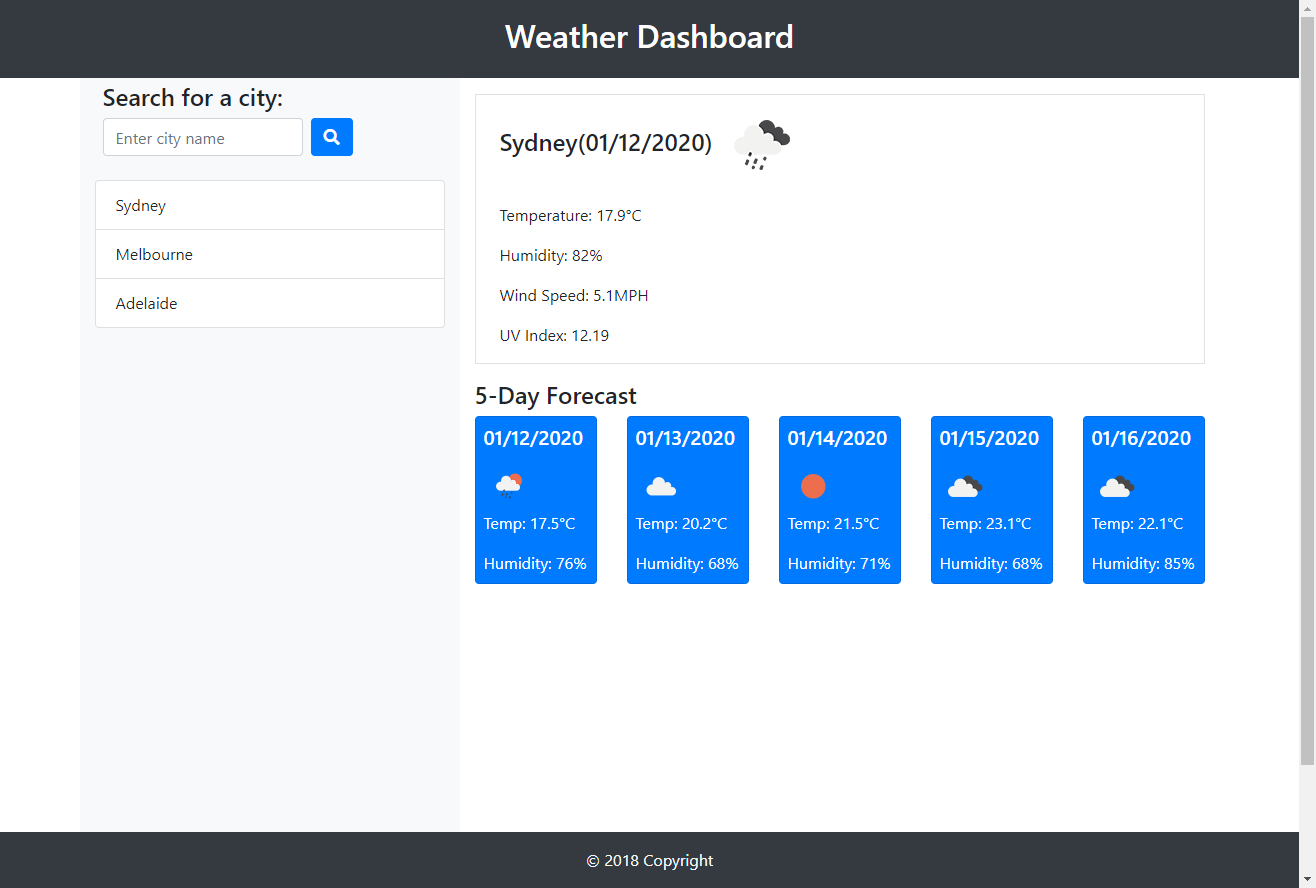 Weather Dashboard
Search for a city:
Enter city name
Sydney
Melbourne
Adelaide
Sydney(01/12/2020)
Temperature: 17.9°C
Humidity: 82%
Wind Speed: 5.1MPH
UV Index: 12.19
5-Day Forecast
01/12/2020
Temp: 17.5°C
Humidity: 76%
01/13/2020
Temp: 20.2°C
Humidity: 68%
01/14/2020
Temp: 21.5°C
Humidity: 71%
01/15/2020
Temp: 23.1°C
Humidity: 68%
01/16/2020
Temp: 22.1°C
Humidity: 85%
© 2018 Copyright